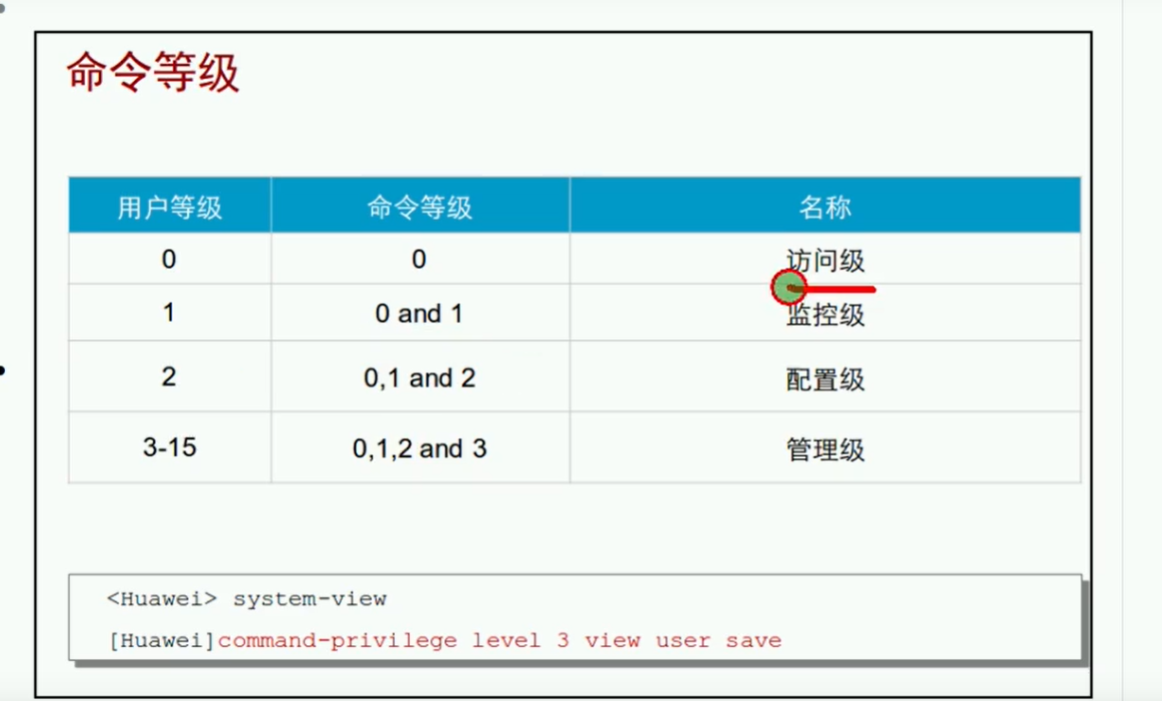 命令等级
用户等级 命令等级 名称
0 0 访问级
1 0 and 1 监控级
2 0,1 and 2 配置级
3-15 0,1,2 and 3 管理级
<Huawei> system-view
[Huawei]command-privilege level 3 view user save